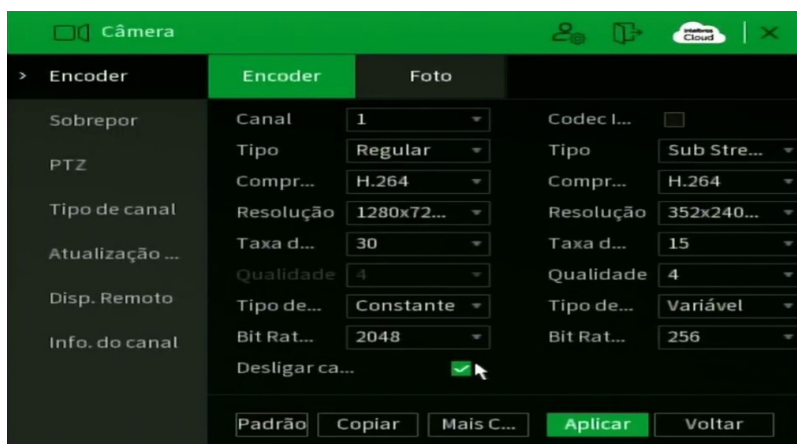 Câmera
intelbras Cloud
> Encoder
Encoder Foto
Sobrepor
PTZ
Tipo de canal
Atualização ...
Disp. Remoto
Info. do canal
Canal 1 Codec I...
Tipo Regular Tipo Sub Stre...
Compr... H.264 Compr... H.264
Resolução 1280x72... Resolução 352x240...
Taxa d... 30 Taxa d... 15
Qualidade 4 Qualidade 4
Tipo de... Constante Tipo de... Variável
Bit Rat... 2048 Bit Rat... 256
Desligar ca...
Padrão Copiar Mais C... Aplicar Voltar